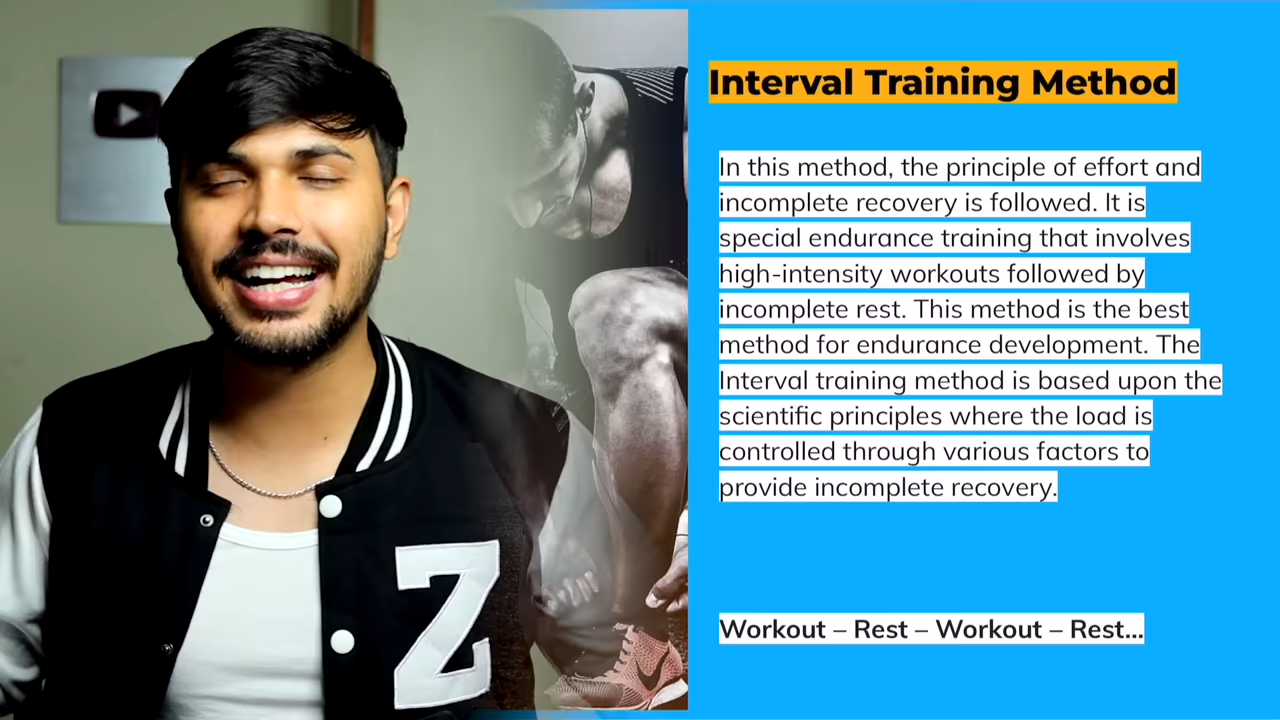 Interval Training Method
In this method, the principle of effort and
incomplete recovery is followed. It is
special endurance training that involves
high-intensity workouts followed by
incomplete rest. This method is the best
method for endurance development. The
Interval training method is based upon the
scientific principles where the load is
controlled through various factors to
provide incomplete recovery.
Workout – Rest – Workout – Rest...
Z